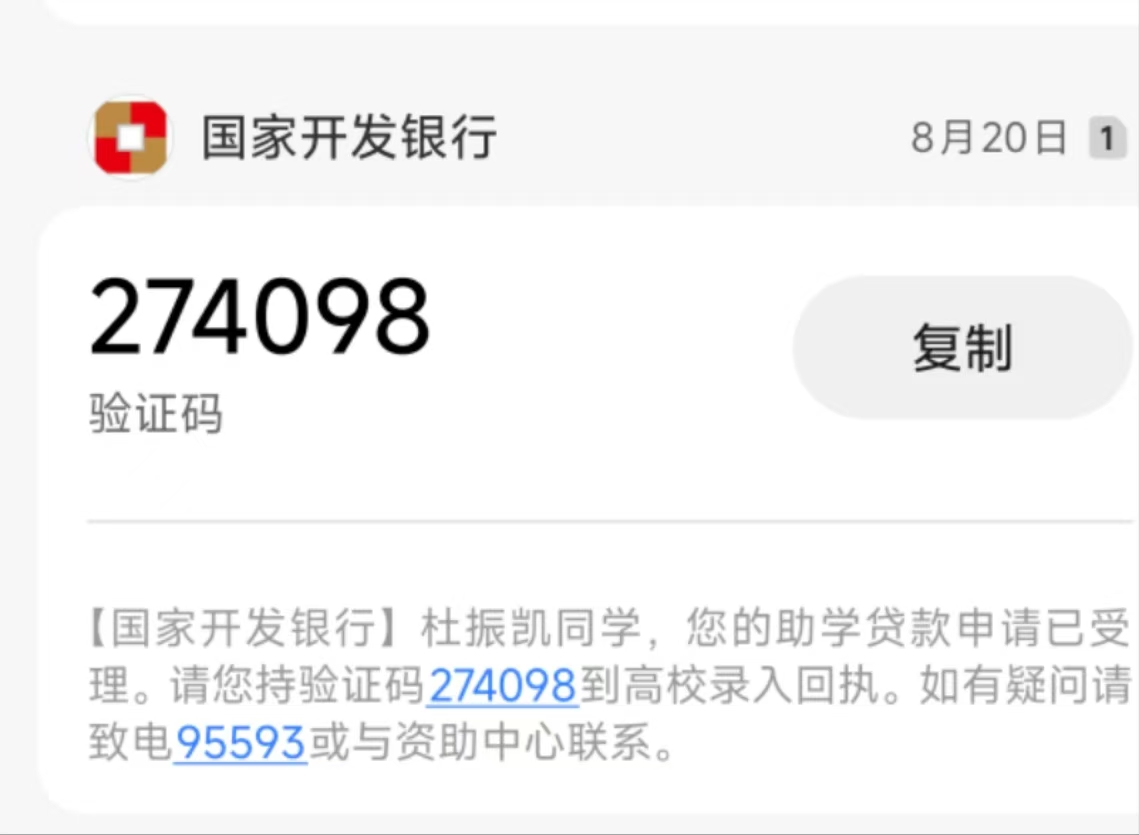 国家开发银行
8月20日 1
274098
复制
验证码
【国家开发银行】杜振凯同学，您的助学贷款申请已受
理。请您持验证码274098到高校录入回执。如有疑问请
致电95593或与资助中心联系。